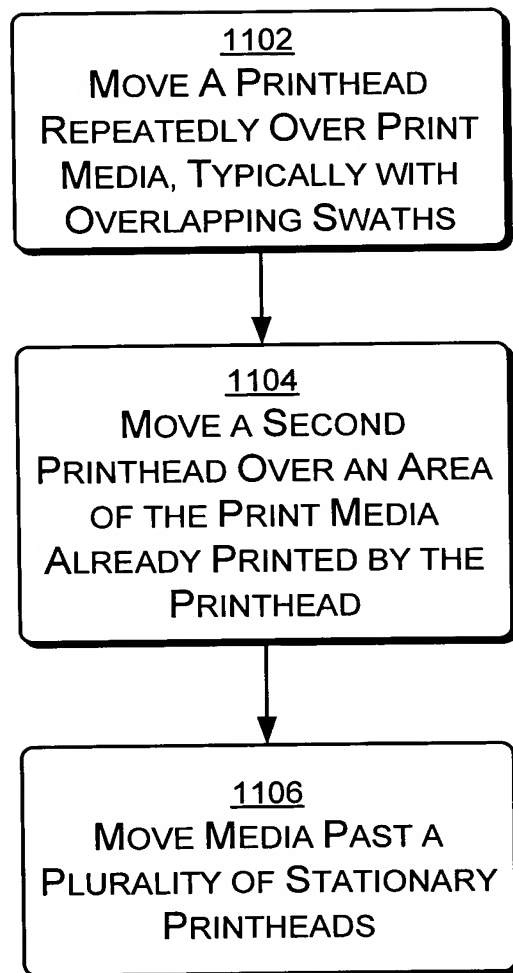 1102
MOVE A PRINTHEAD
REPEATEDLY OVER PRINT
MEDIA, TYPICALLY WITH
OVERLAPPING SWATHS
1104
MOVE A SECOND
PRINTHEAD OVER AN AREA
OF THE PRINT MEDIA
ALREADY PRINTED BY THE
PRINTHEAD
1106
MOVE MEDIA PAST A
PLURALITY OF STATIONARY
PRINTHEADS